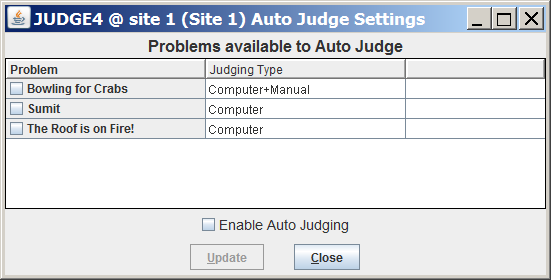 JUDGE4 @ site 1 (Site 1) Auto Judge Settings
Problems available to Auto Judge
Problem Judging Type
Bowling for Crabs Computer+Manual
Sumit Computer
The Roof is on Fire! Computer
Enable Auto Judging
Update Close